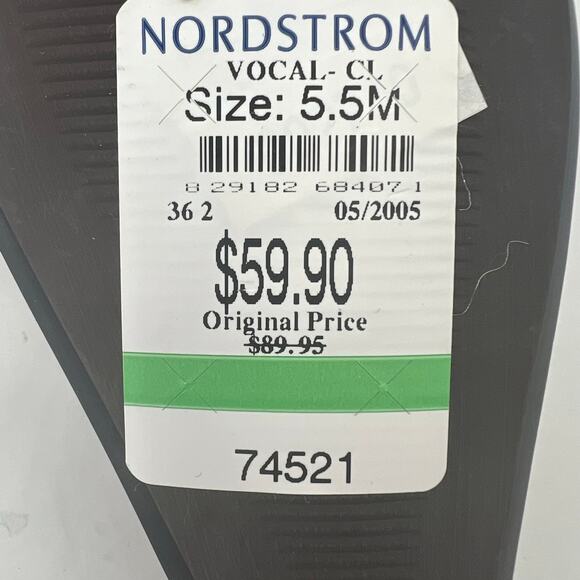 NORDSTROM
VOCAL- CL
Size: 5.5M
8 29182 68407 1
36 2 05/2005
$59.90
Original Price
$89.95
74521